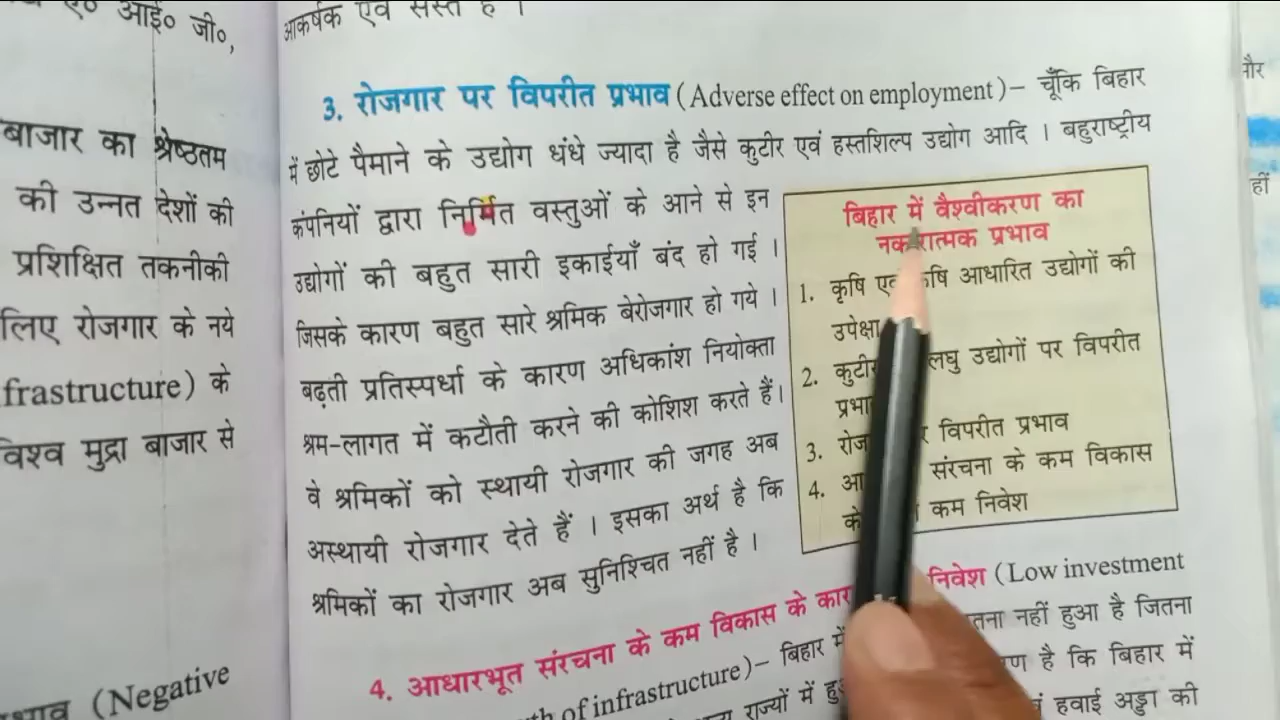 ए० आई० जी०,
बाजार का श्रेष्ठतम
की उन्नत देशों की
प्रशिक्षित तकनीकी
लिए रोजगार के नये
frastructure) के
विश्व मुद्रा बाजार से
(Negative
आकर्षक एवं सस्ते है ।
3. रोजगार पर विपरीत प्रभाव (Adverse effect on employment)– चूँकि बिहार
में छोटे पैमाने के उद्योग धंधे ज्यादा है जैसे कुटीर एवं हस्तशिल्प उद्योग आदि । बहुराष्ट्रीय
कंपनियों द्वारा निर्मित वस्तुओं के आने से इन
उद्योगों की बहुत सारी इकाईयाँ बंद हो गई ।
जिसके कारण बहुत सारे श्रमिक बेरोजगार हो गये ।
बढ़ती प्रतिस्पर्धा के कारण अधिकांश नियोक्ता
श्रम-लागत में कटौती करने की कोशिश करते हैं।
वे श्रमिकों को स्थायी रोजगार की जगह अब
अस्थायी रोजगार देते हैं । इसका अर्थ है कि
श्रमिकों का रोजगार अब सुनिश्चित नहीं है ।
बिहार में वैश्वीकरण का
नकारात्मक प्रभाव
1. कृषि एवं कृषि आधारित उद्योगों की
उपेक्षा
2. कुटीर लघु उद्योगों पर विपरीत
प्रभाव
3. विपरीत प्रभाव
4. संरचना के कम विकास
के कम निवेश
4. आधारभूत संरचना के कम विकास के कारण निवेश (Low investment
of infrastructure)– बिहार में नहीं हुआ है जितना
राज्यों में है कि बिहार में
हवाई अड्डा की
और
हीं